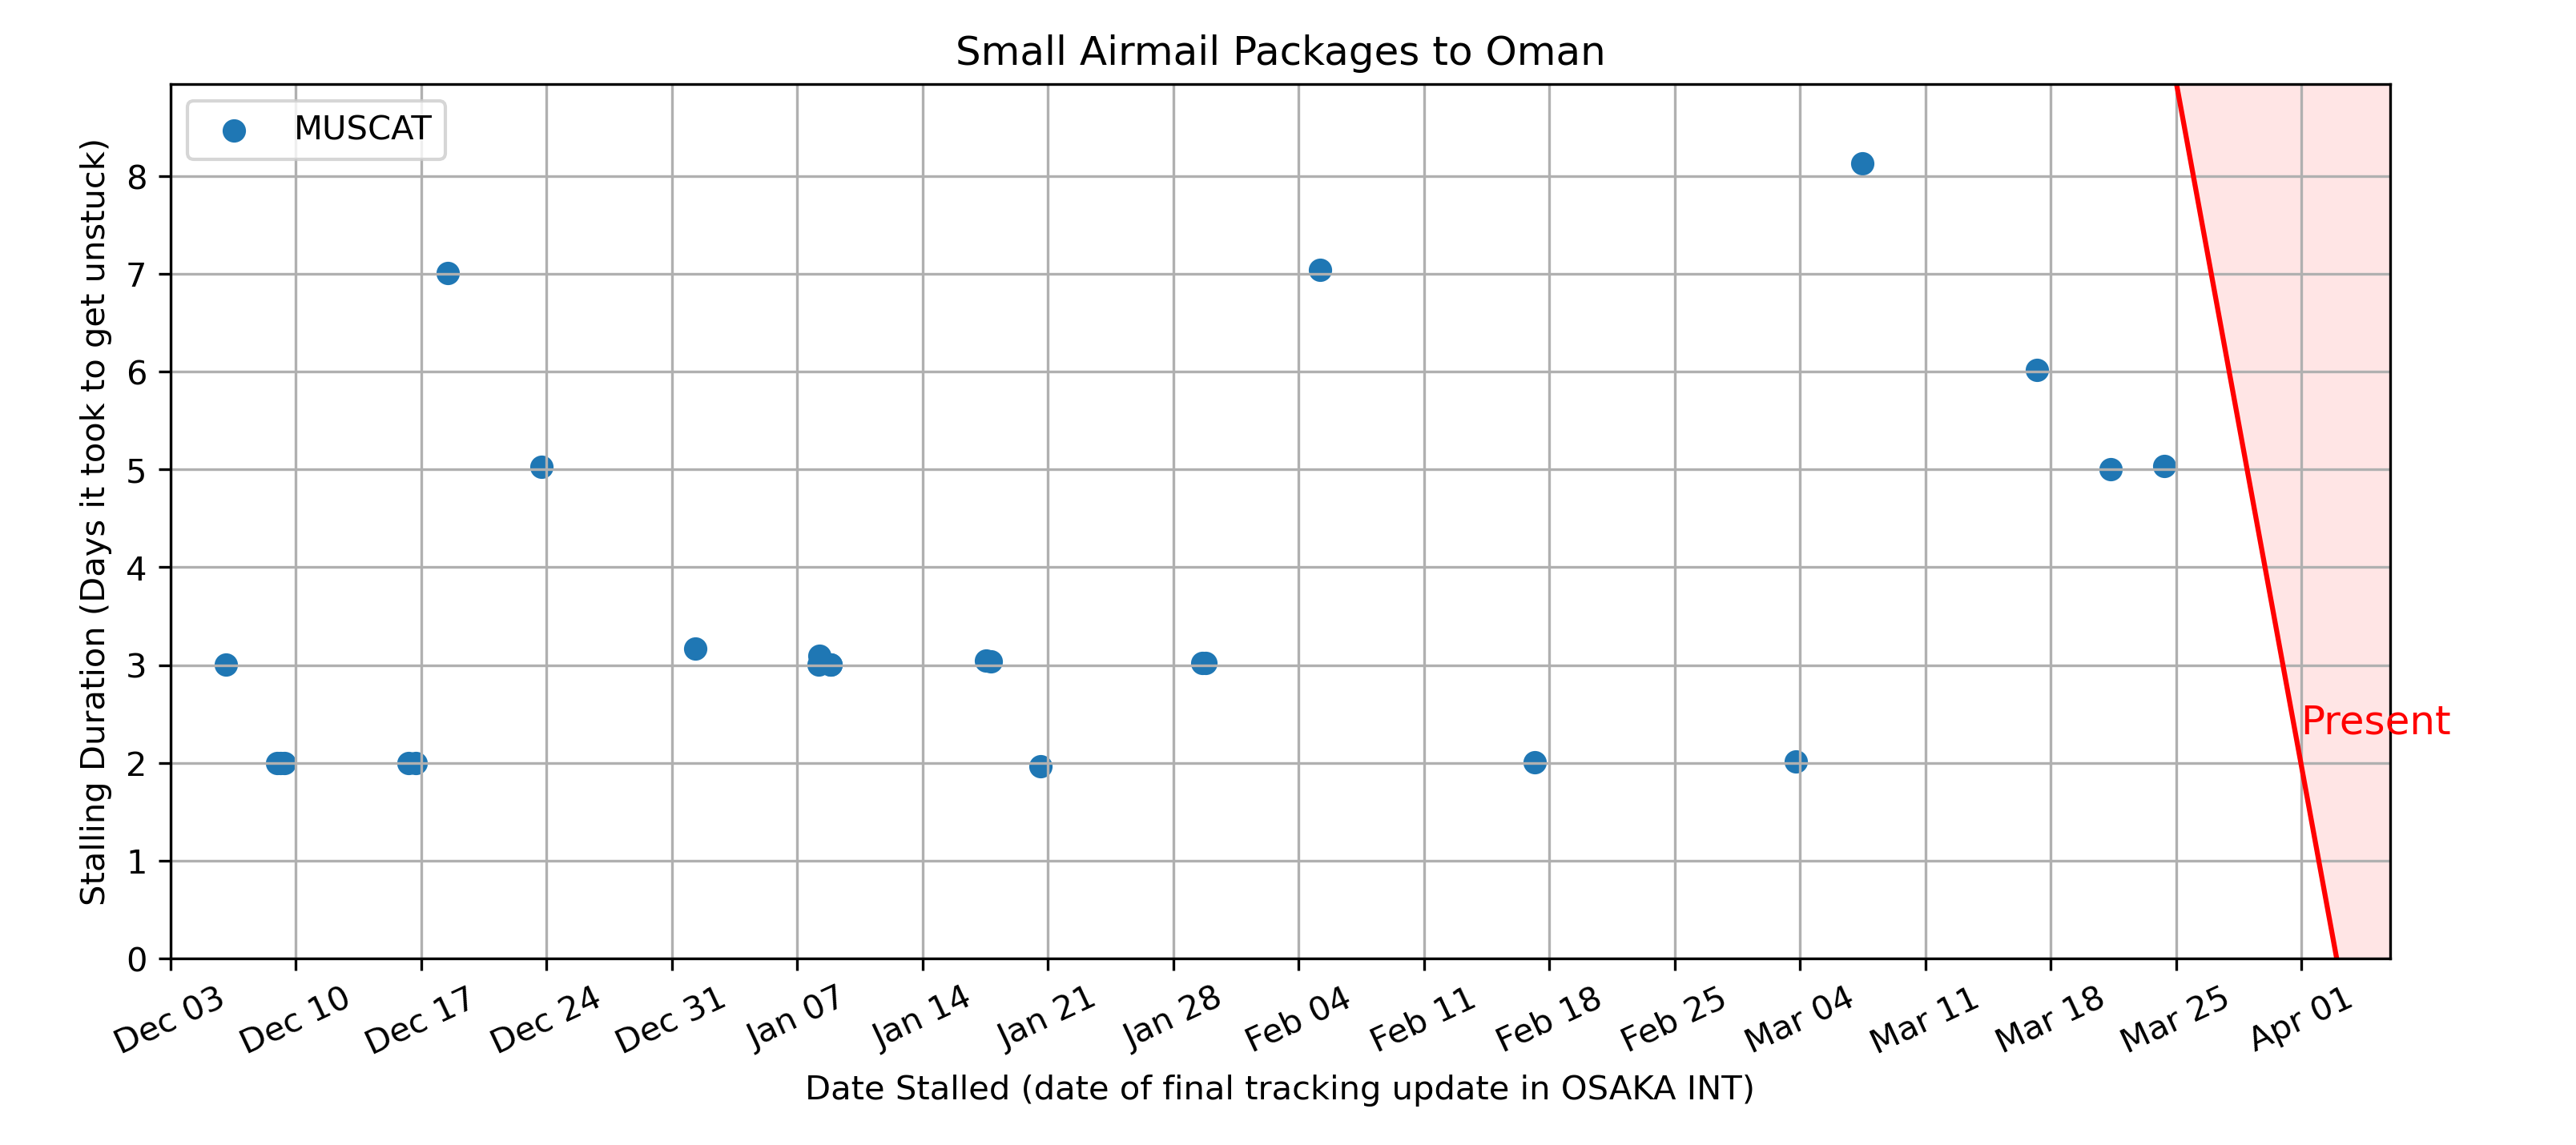 Small Airmail Packages to Oman
MUSCAT
Stalling Duration (Days it took to get unstuck)
8
7
6
5
4
3
2
1
0
Present
Dec 03
Dec 10
Dec 17
Dec 24
Dec 31
Jan 07
Jan 14
Jan 21
Jan 28
Feb 04
Feb 11
Feb 18
Feb 25
Mar 04
Mar 11
Mar 18
Mar 25
Apr 01
Date Stalled (date of final tracking update in OSAKA INT)